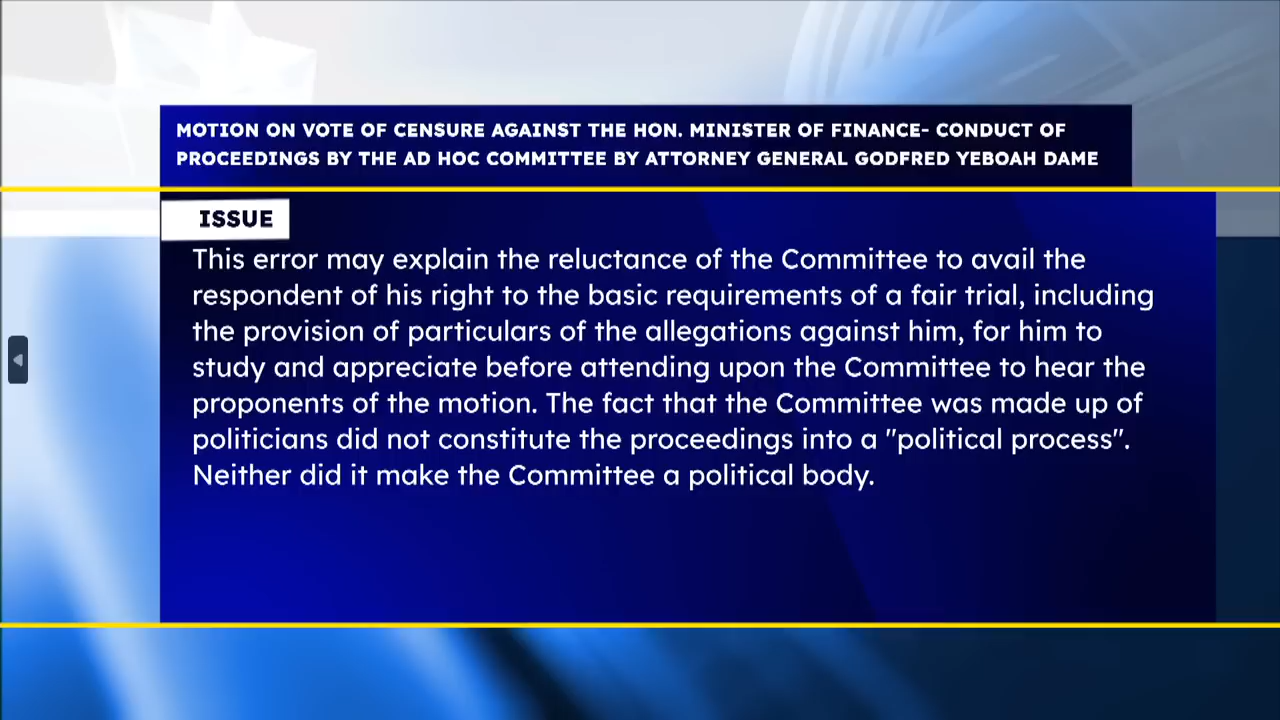 MOTION ON VOTE OF CENSURE AGAINST THE HON. MINISTER OF FINANCE- CONDUCT OF
PROCEEDINGS BY THE AD HOC COMMITTEE BY ATTORNEY GENERAL GODFRED YEBOAH DAME
ISSUE
This error may explain the reluctance of the Committee to avail the
respondent of his right to the basic requirements of a fair trial, including
the provision of particulars of the allegations against him, for him to
study and appreciate before attending upon the Committee to hear the
proponents of the motion. The fact that the Committee was made up of
politicians did not constitute the proceedings into a "political process".
Neither did it make the Committee a political body.